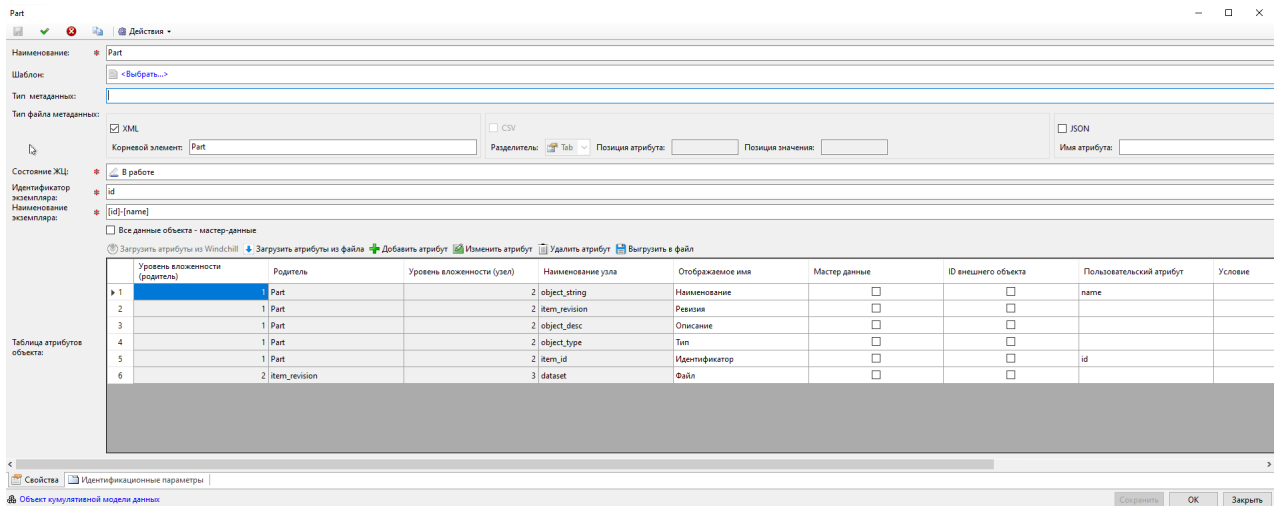 Part
Действия
Наименование: Part
Шаблон: <Выбрать...>
Тип метаданных:
Тип файла метаданных:
XML CSV JSON
Корневой элемент: Part Разделитель: Tab Позиция атрибута: Позиция значения: Имя атрибута:
Состояние ЖЦ: В работе
Идентификатор экземпляра: id
Наименование экземпляра: [id]-[name]
Все данные объекта - мастер-данные
Загрузить атрибуты из Windchill Загрузить атрибуты из файла Добавить атрибут Изменить атрибут Удалить атрибут Выгрузить в файл
Таблица атрибутов объекта:
Уровень вложенности (родитель) Родитель Уровень вложенности (узел) Наименование узла Отображаемое имя Мастер данные ID внешнего объекта Пользовательский атрибут Условие
1 1 Part 2 object_string Наименование name
2 1 Part 2 item_revision Ревизия
3 1 Part 2 object_desc Описание
4 1 Part 2 object_type Тип
5 1 Part 2 item_id Идентификатор id
6 2 item_revision 3 dataset Файл
Свойства Идентификационные параметры
Объект кумулятивной модели данных
Сохранить OK Закрыть